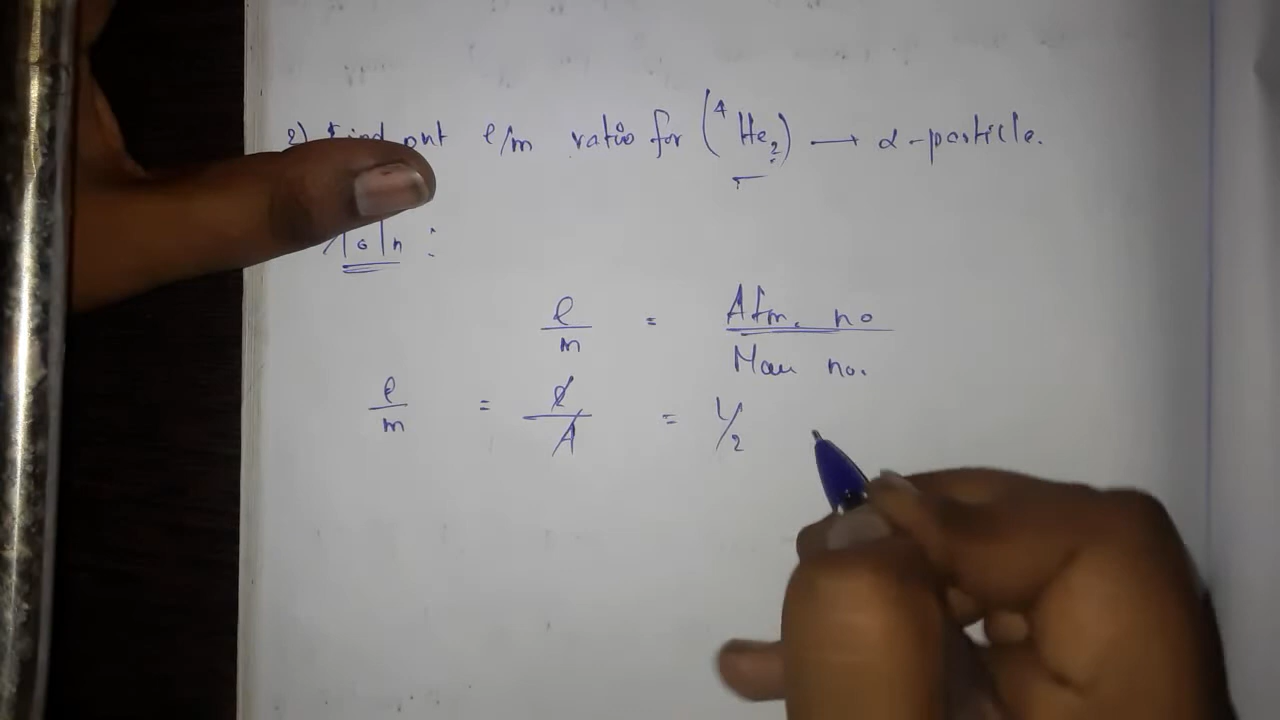 2) Find out e/m ratio for (⁴He₂) → α-particle.
Soln :
e/m = Atm. no / Mass no.
e/m = 2/4 = 1/2